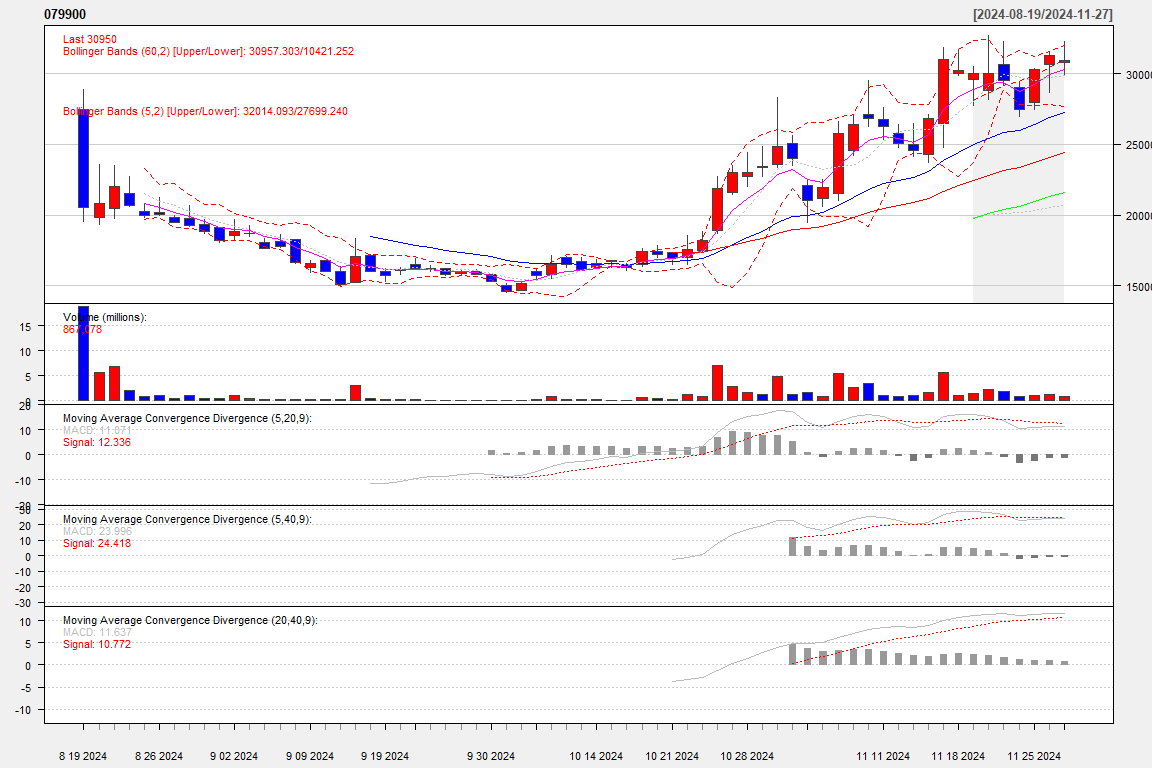 079900 [2024-08-19/2024-11-27]
Last 30950
Bollinger Bands (60,2) [Upper/Lower]: 30957.303/10421.252
Bollinger Bands (5,2) [Upper/Lower]: 32014.093/27699.240
30000
25000
20000
15000
Volume (millions):
867,078
15
10
5
0
Moving Average Convergence Divergence (5,20,9):
MACD: 11.071
Signal: 12.336
20
10
0
-10
-20
Moving Average Convergence Divergence (5,40,9):
MACD: 23.996
Signal: 24.418
30
20
10
0
-10
-20
-30
Moving Average Convergence Divergence (20,40,9):
MACD: 11.637
Signal: 10.772
10
5
0
-5
-10
8 19 2024 8 26 2024 9 02 2024 9 09 2024 9 19 2024 9 30 2024 10 14 2024 10 21 2024 10 28 2024 11 11 2024 11 18 2024 11 25 2024